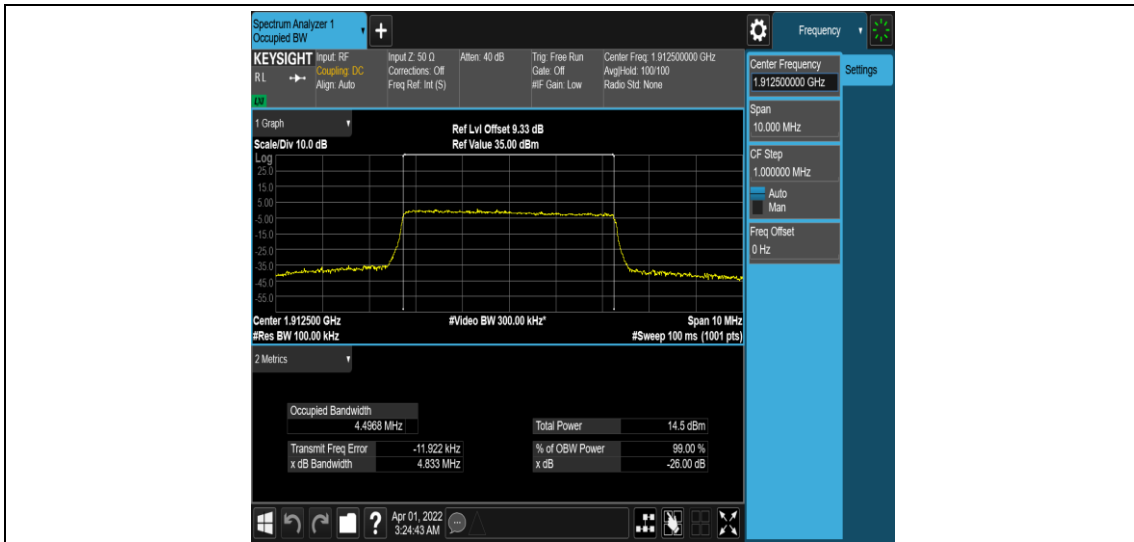 Spectrum Analyzer 1
Occupied BW
+
Frequency
KEYSIGHT
RL
Input: RF
Coupling: DC
Align: Auto
Input Z: 50 Ω
Corrections: Off
Freq Ref: Int (S)
Atten: 40 dB
Trig: Free Run
Gate: Off
#IF Gain: Low
Center Freq: 1.912500000 GHz
Avg|Hold: 100/100
Radio Std: None
Center Frequency
1.912500000 GHz
Settings
Span
10.000 MHz
CF Step
1.000000 MHz
Auto
Man
Freq Offset
0 Hz
1 Graph
Scale/Div 10.0 dB
Ref Lvl Offset 9.33 dB
Ref Value 35.00 dBm
Log
25.0
15.0
5.00
-5.00
-15.0
-25.0
-35.0
-45.0
-55.0
Center 1.912500 GHz
#Res BW 100.00 kHz
#Video BW 300.00 kHz*
Span 10 MHz
#Sweep 100 ms (1001 pts)
2 Metrics
Occupied Bandwidth
4.4968 MHz
Total Power 14.5 dBm
Transmit Freq Error -11.922 kHz
% of OBW Power 99.00 %
x dB Bandwidth 4.833 MHz
x dB -26.00 dB
?
Apr 01, 2022
3:24:43 AM